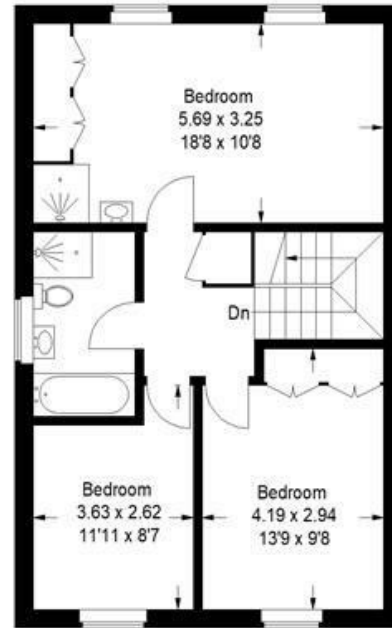 Bedroom
5.69 x 3.25
18'8 x 10'8
Dn
Bedroom
3.63 x 2.62
11'11 x 8'7
Bedroom
4.19 x 2.94
13'9 x 9'8